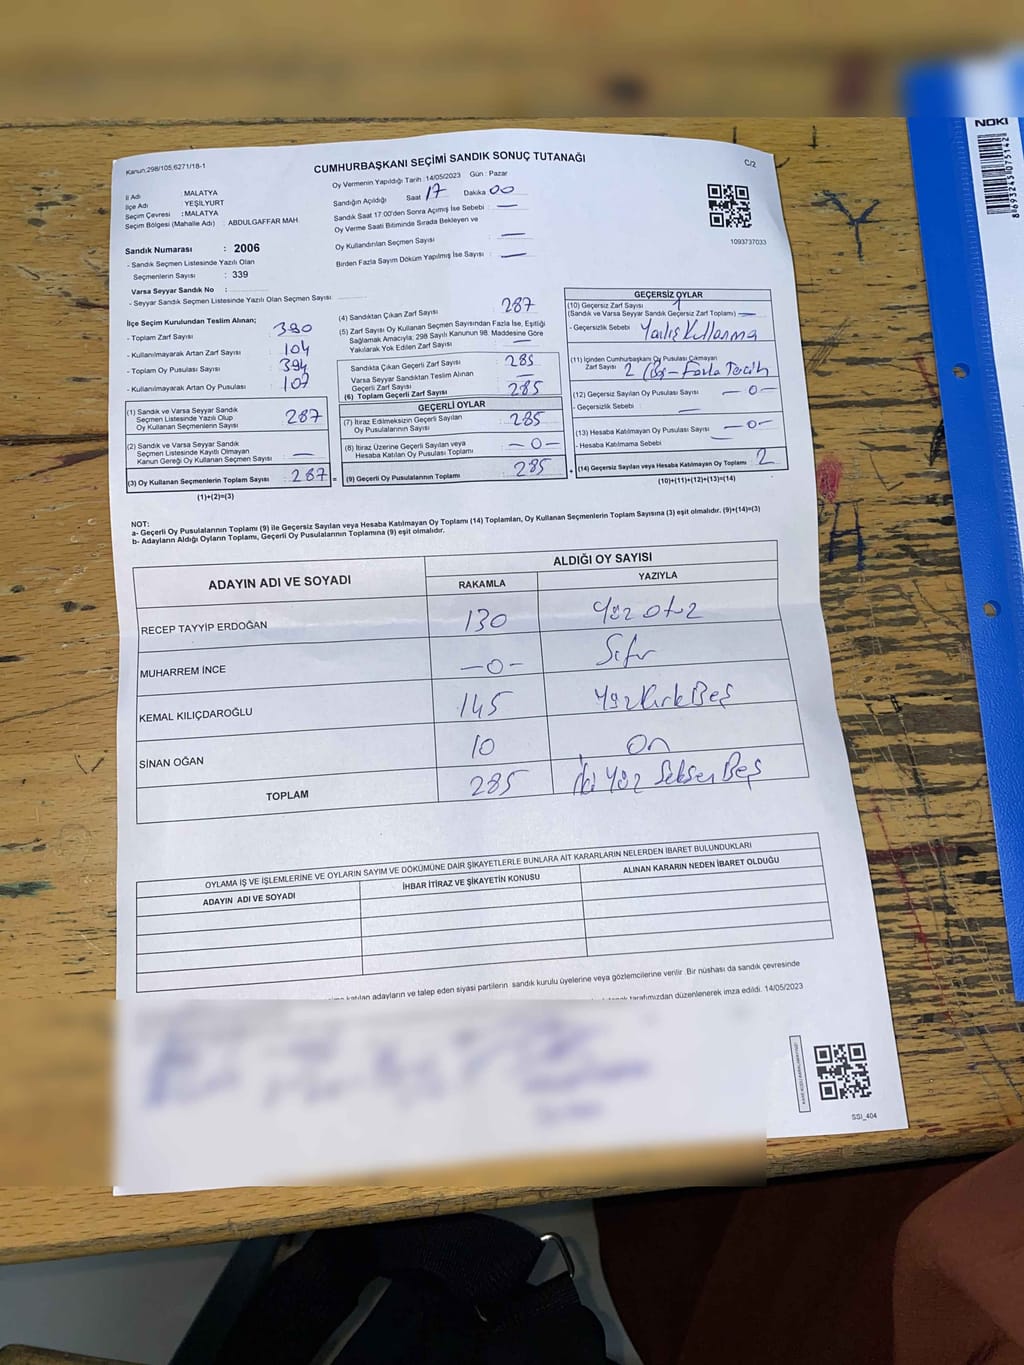 NOKI
8 693245 075142
Kanun:298/105,6271/18-1
CUMHURBAŞKANI SEÇİMİ SANDIK SONUÇ TUTANAĞI
C/2
İl Adı : MALATYA
İlçe Adı : YEŞİLYURT
Seçim Çevresi : MALATYA
Seçim Bölgesi (Mahalle Adı) : ABDULGAFFAR MAH.
Oy Vermenin Yapıldığı Tarih : 14/05/2023 Gün : Pazar
Sandığın Açıldığı Saat 17 Dakika 00
Sandık Saat 17:00'den Sonra Açılmış İse Sebebi : —
Oy Verme Saati Bitiminde Sırada Bekleyen ve
Oy Kullandırılan Seçmen Sayısı : —
Birden Fazla Sayım Döküm Yapılmış İse Sayısı : —
1093737033
Sandık Numarası : 2006
- Sandık Seçmen Listesinde Yazılı Olan
Seçmenlerin Sayısı : 339
Varsa Seyyar Sandık No :
- Seyyar Sandık Seçmen Listesinde Yazılı Olan Seçmen Sayısı:
İlçe Seçim Kurulundan Teslim Alınan;
- Toplam Zarf Sayısı : 390
- Kullanılmayarak Artan Zarf Sayısı : 104
- Toplam Oy Pusulası Sayısı : 394
- Kullanılmayarak Artan Oy Pusulası : 107
(1) Sandık ve Varsa Seyyar Sandık
Seçmen Listesinde Yazılı Olup
Oy Kullanan Seçmenlerin Sayısı : 287
(2) Sandık ve Varsa Seyyar Sandık
Seçmen Listesinde Kayıtlı Olmayan
Kanun Gereği Oy Kullanan Seçmen Sayısı : —
(3) Oy Kullanan Seçmenlerin Toplam Sayısı : 287 =
(1)+(2)=(3)
(4) Sandıktan Çıkan Zarf Sayısı : 287
(5) Zarf Sayısı Oy Kullanan Seçmen Sayısından Fazla İse, Eşitliği
Sağlamak Amacıyla; 298 Sayılı Kanunun 98. Maddesine Göre
Yakılarak Yok Edilen Zarf Sayısı : —
Sandıkta Çıkan Geçerli Zarf Sayısı : 285
Varsa Seyyar Sandıktan Teslim Alınan
Geçerli Zarf Sayısı : —
(6) Toplam Geçerli Zarf Sayısı : 285
GEÇERLİ OYLAR
(7) İtiraz Edilmeksizin Geçerli Sayılan
Oy Pusulalarının Sayısı : 285
(8) İtiraz Üzerine Geçerli Sayılan veya
Hesaba Katılan Oy Pusulası Toplamı : —0—
(9) Geçerli Oy Pusulalarının Toplamı : 285 +
GEÇERSİZ OYLAR
(10) Geçersiz Zarf Sayısı
(Sandık ve Varsa Seyyar Sandık Geçersiz Zarf Toplamı) —
- Geçersizlik Sebebi : Yanlış Kullanma
(11) İçinden Cumhurbaşkanı Oy Pusulası Çıkmayan
Zarf Sayısı 2 Fazla Tercih
(12) Geçersiz Sayılan Oy Pusulası Sayısı : —0—
- Geçersizlik Sebebi : —
(13) Hesaba Katılmayan Oy Pusulası Sayısı : —0—
- Hesaba Katılmama Sebebi : —
(14) Geçersiz Sayılan veya Hesaba Katılmayan Oy Toplamı : 2
(10)+(11)+(12)+(13)=(14)
NOT:
a- Geçerli Oy Pusulalarının Toplamı (9) ile Geçersiz Sayılan veya Hesaba Katılmayan Oy Toplamı (14) Toplamları, Oy Kullanan Seçmenlerin Toplam Sayısına (3) eşit olmalıdır. (9)+(14)=(3)
b- Adayların Aldığı Oyların Toplamı, Geçerli Oy Pusulalarının Toplamına (9) eşit olmalıdır.
ADAYIN ADI VE SOYADI
ALDIĞI OY SAYISI
RAKAMLA YAZIYLA
RECEP TAYYİP ERDOĞAN 130 Yüz otuz
MUHARREM İNCE —0— Sıfır
KEMAL KILIÇDAROĞLU 145 Yüz Kırk Beş
SİNAN OĞAN 10 On
TOPLAM 285 İki Yüz Seksen Beş
OYLAMA İŞ VE İŞLEMLERİNE VE OYLARIN SAYIM VE DÖKÜMÜNE DAİR ŞİKAYETLERLE BUNLARA AİT KARARLARIN NELERDEN İBARET BULUNDUKLARI
ADAYIN ADI VE SOYADI İHBAR İTİRAZ VE ŞİKAYETİN KONUSU ALINAN KARARIN NEDEN İBARET OLDUĞU
katılan adayların ve talep eden siyasi partilerin sandık kurulu üyelerine veya gözlemcilerine verilir. Bir nüshası da sandık çevresinde
tarafımızdan düzenlenerek imza edildi. 14/05/2023
SSİ_404